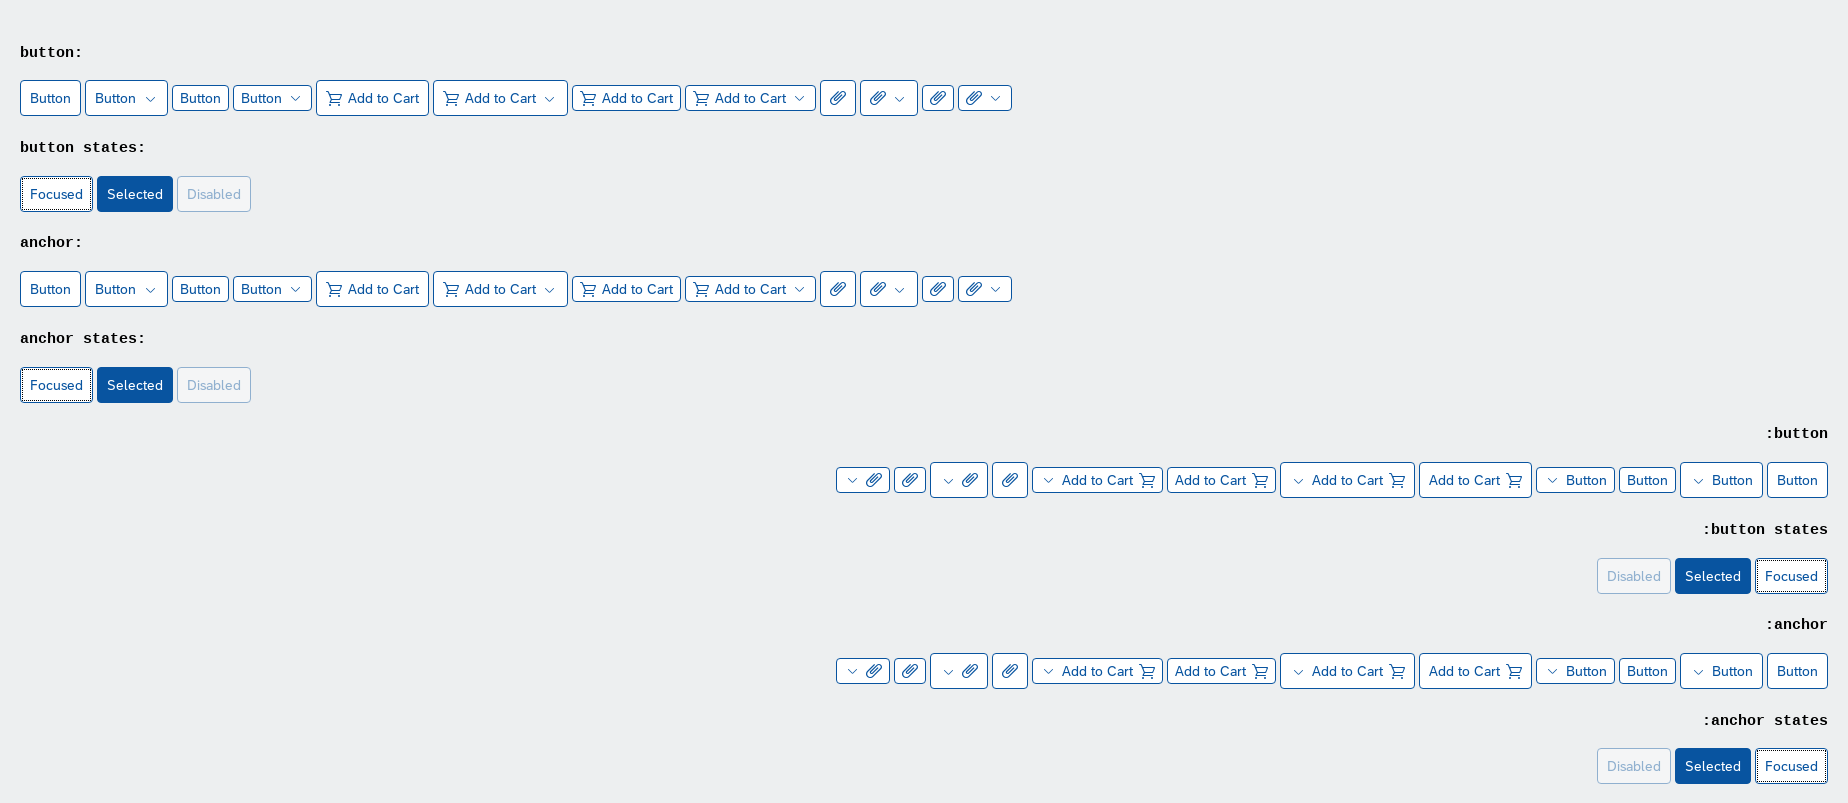 button:
Button Button Button Button Add to Cart Add to Cart Add to Cart Add to Cart
button states:
Focused Selected Disabled
anchor:
Button Button Button Button Add to Cart Add to Cart Add to Cart Add to Cart
anchor states:
Focused Selected Disabled
:button
Add to Cart Add to Cart Add to Cart Add to Cart Button Button Button Button
:button states
Disabled Selected Focused
:anchor
Add to Cart Add to Cart Add to Cart Add to Cart Button Button Button Button
:anchor states
Disabled Selected Focused